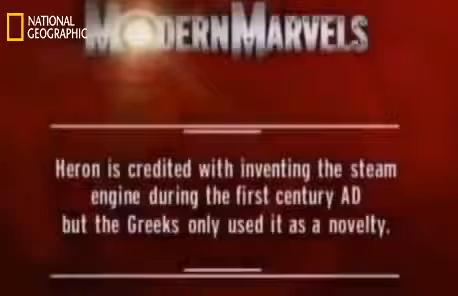 NATIONAL
GEOGRAPHIC
MODERN MARVELS
Heron is credited with inventing the steam
engine during the first century AD
but the Greeks only used it as a novelty.